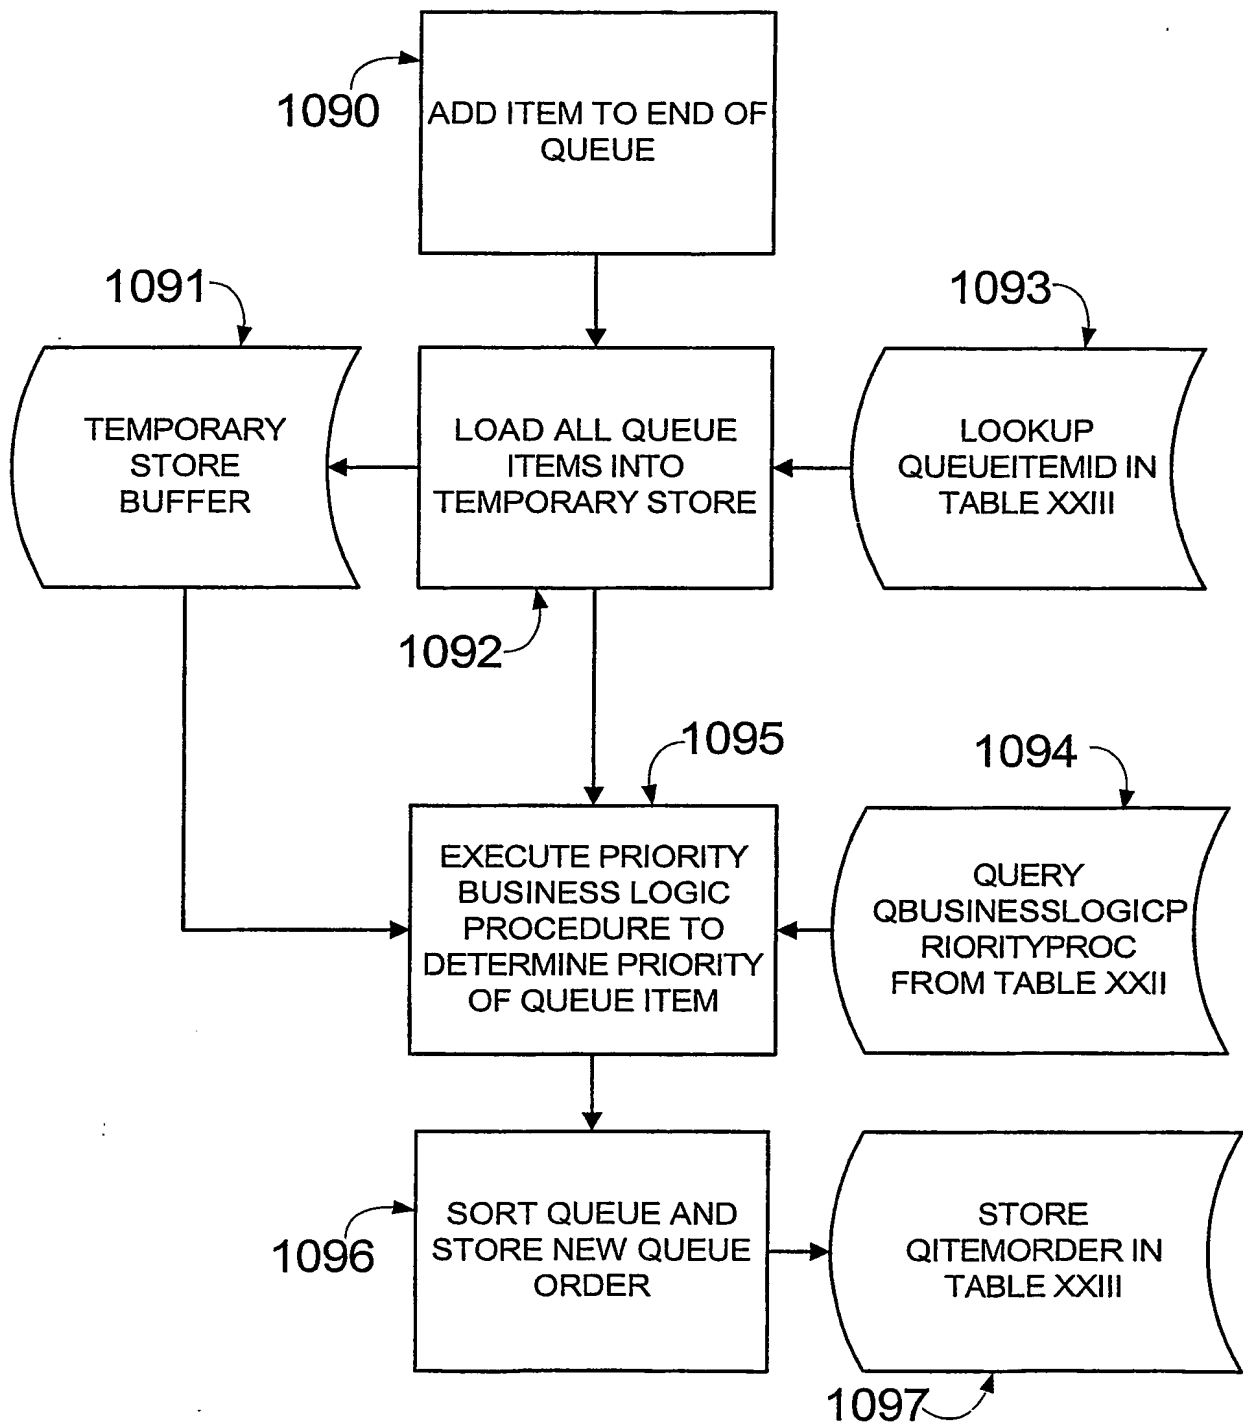 1090
ADD ITEM TO END OF
QUEUE
1091
1093
TEMPORARY
STORE
BUFFER
LOAD ALL QUEUE
ITEMS INTO
TEMPORARY STORE
LOOKUP
QUEUEITEMID IN
TABLE XXIII
1092
1095
1094
EXECUTE PRIORITY
BUSINESS LOGIC
PROCEDURE TO
DETERMINE PRIORITY
OF QUEUE ITEM
QUERY
QBUSINESSLOGICP
RIORITYPROC
FROM TABLE XXII
1096
SORT QUEUE AND
STORE NEW QUEUE
ORDER
STORE
QITEMORDER IN
TABLE XXIII
1097